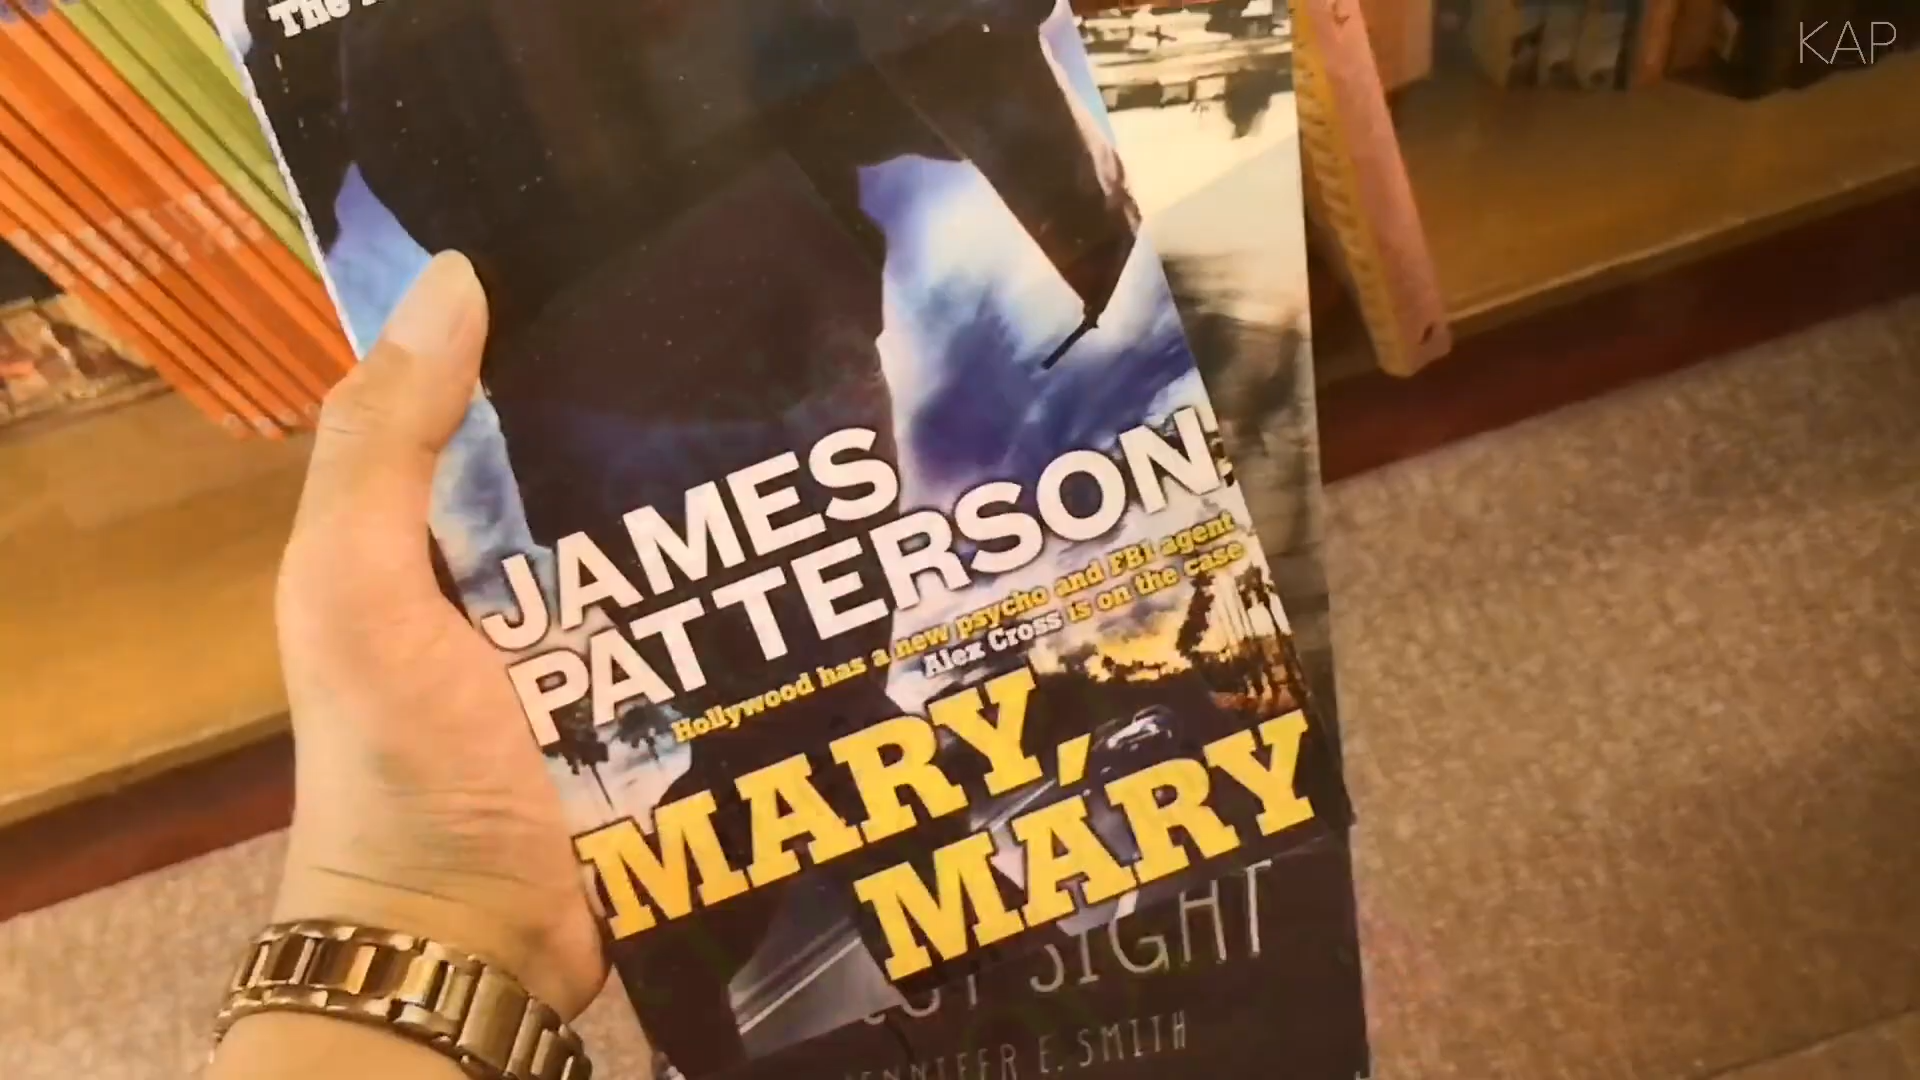 The
KAP
JAMES
PATTERSON
Hollywood has a new psycho and FBI agent
Alex Cross is on the case
MARY,
MARY
SIGHT
E. SMITH